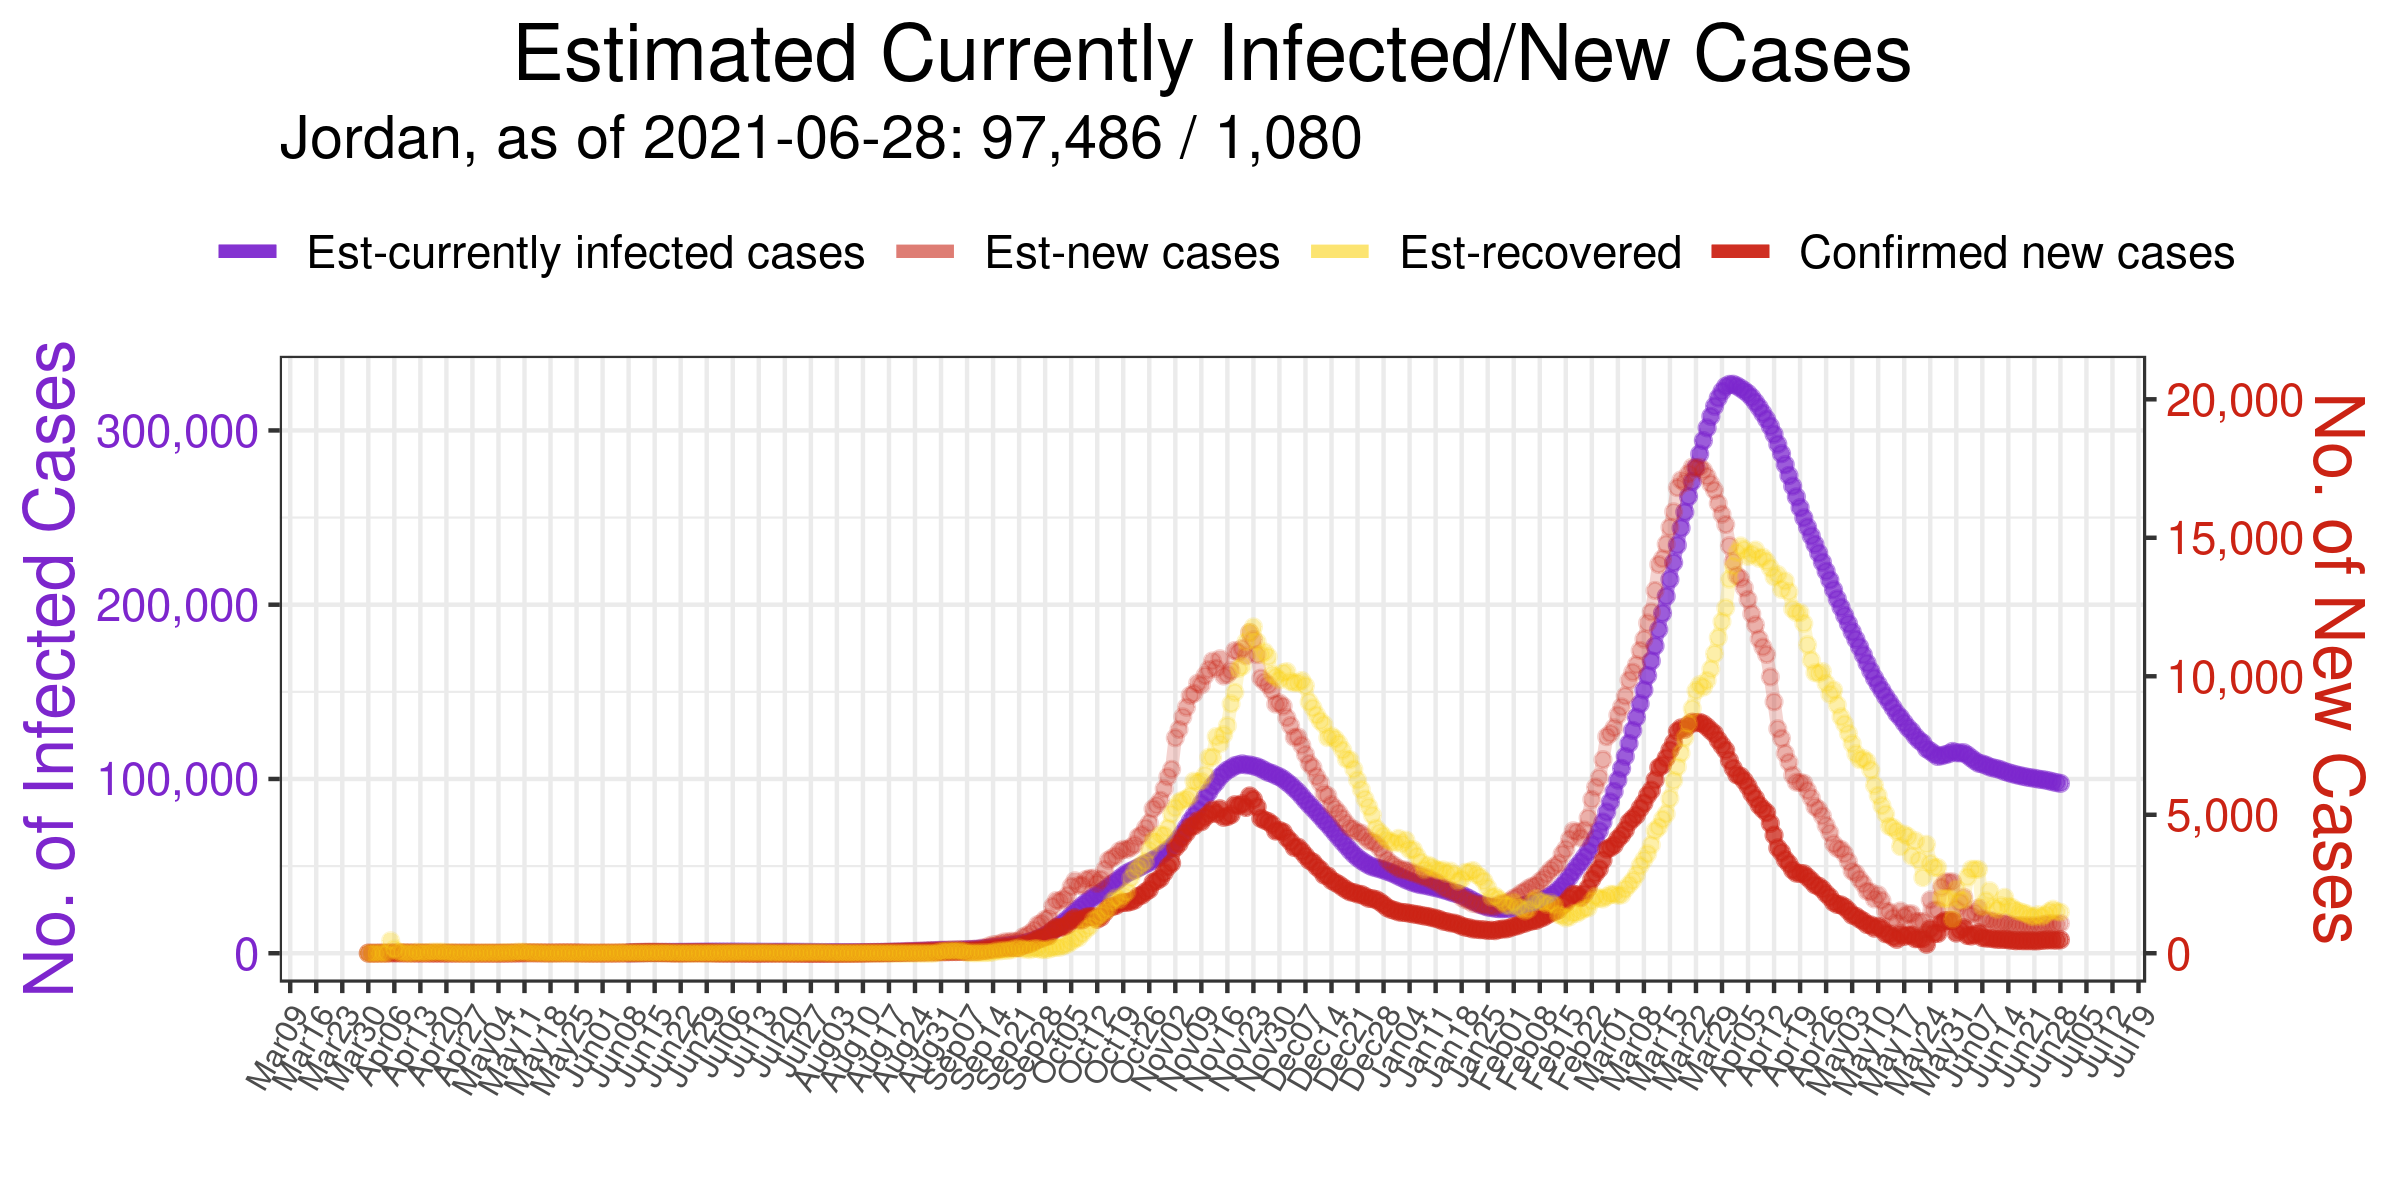 Estimated Currently Infected/New Cases
Jordan, as of 2021-06-28: 97,486 / 1,080
Est-currently infected cases
Est-new cases
Est-recovered
Confirmed new cases
No. of Infected Cases
300,000
200,000
100,000
0
20,000
15,000
10,000
5,000
0
No. of New Cases
Mar09
Mar16
Mar23
Mar30
Apr06
Apr13
Apr20
Apr27
May04
May11
May18
May25
Jun01
Jun08
Jun15
Jun22
Jun29
Jul06
Jul13
Jul20
Jul27
Aug03
Aug10
Aug17
Aug24
Aug31
Sep07
Sep14
Sep21
Sep28
Oct05
Oct12
Oct19
Oct26
Nov02
Nov09
Nov16
Nov23
Nov30
Dec07
Dec14
Dec21
Dec28
Jan04
Jan11
Jan18
Jan25
Feb01
Feb08
Feb15
Feb22
Mar01
Mar08
Mar15
Mar22
Mar29
Apr05
Apr12
Apr19
Apr26
May03
May10
May17
May24
May31
Jun07
Jun14
Jun21
Jun28
Jul05
Jul12
Jul19